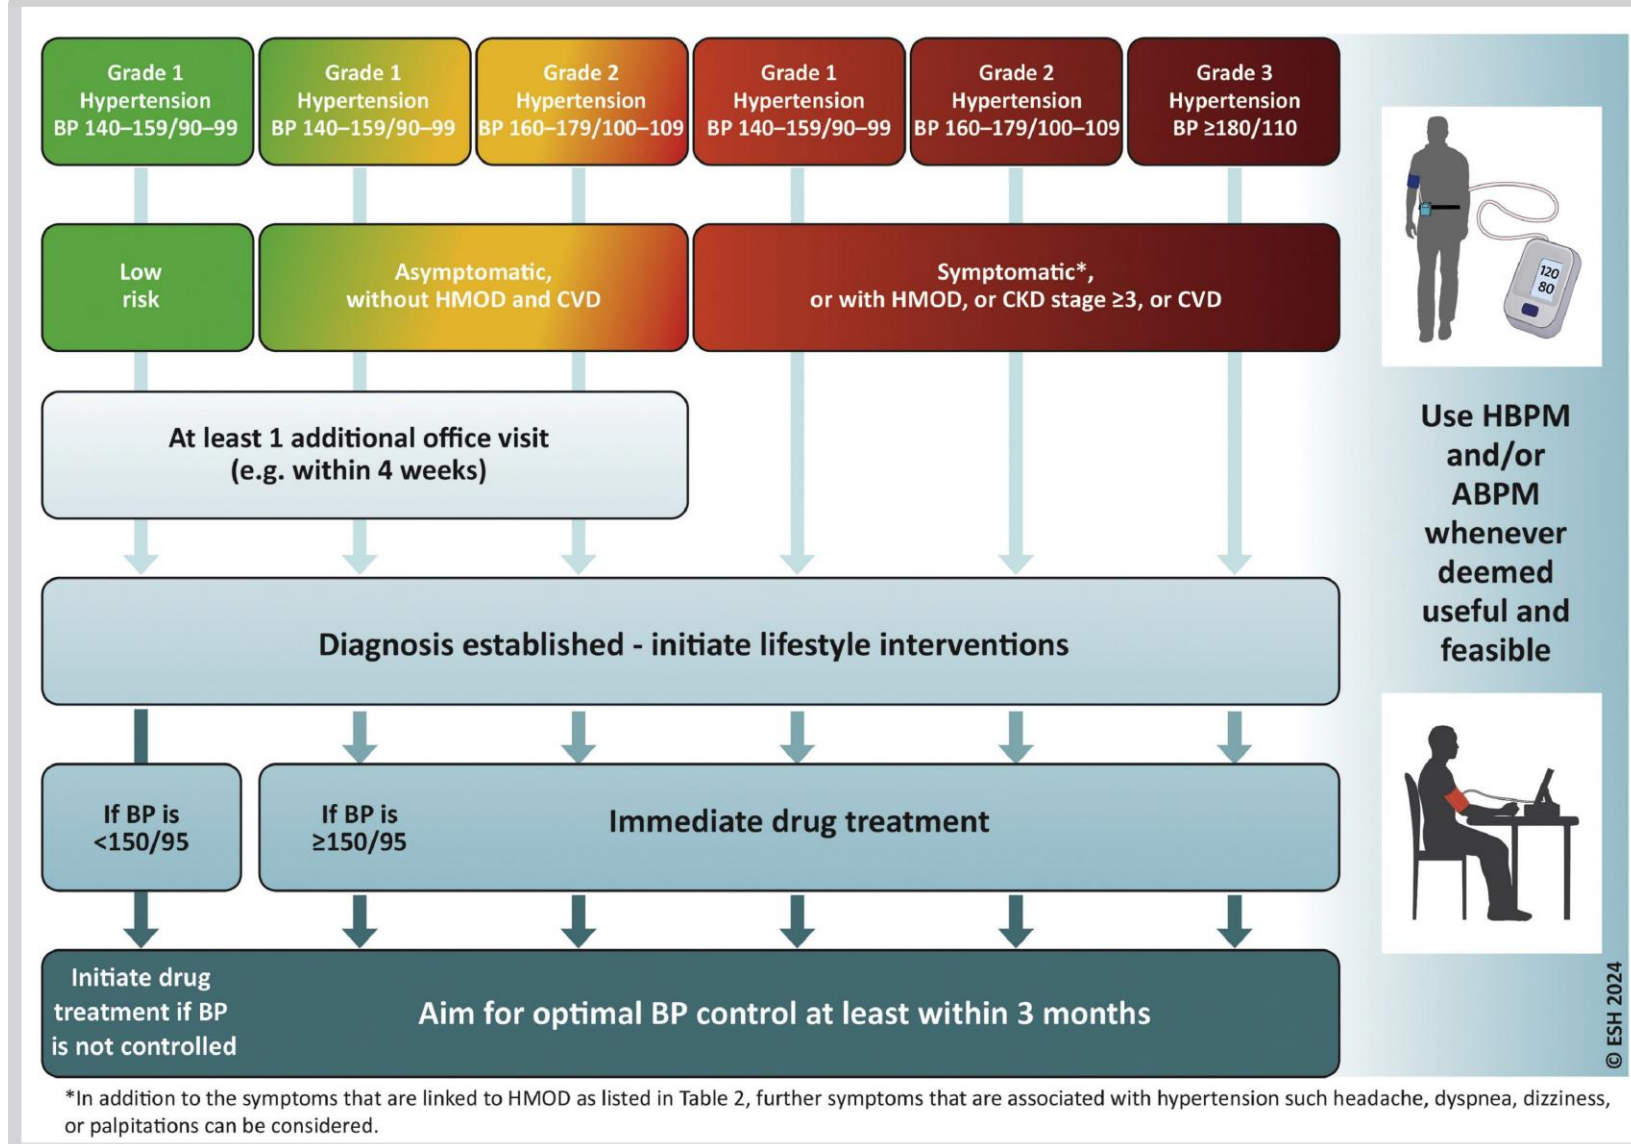 Grade 1
Hypertension
BP 140–159/90–99
Grade 1
Hypertension
BP 140–159/90–99
Grade 2
Hypertension
BP 160–179/100–109
Grade 1
Hypertension
BP 140–159/90–99
Grade 2
Hypertension
BP 160–179/100–109
Grade 3
Hypertension
BP ≥180/110
Low
risk
Asymptomatic,
without HMOD and CVD
Symptomatic*,
or with HMOD, or CKD stage ≥3, or CVD
120
80
At least 1 additional office visit
(e.g. within 4 weeks)
Use HBPM
and/or
ABPM
whenever
deemed
useful and
feasible
Diagnosis established - initiate lifestyle interventions
If BP is
<150/95
If BP is
≥150/95
Immediate drug treatment
Initiate drug
treatment if BP
is not controlled
Aim for optimal BP control at least within 3 months
© ESH 2024
*In addition to the symptoms that are linked to HMOD as listed in Table 2, further symptoms that are associated with hypertension such headache, dyspnea, dizziness,
or palpitations can be considered.